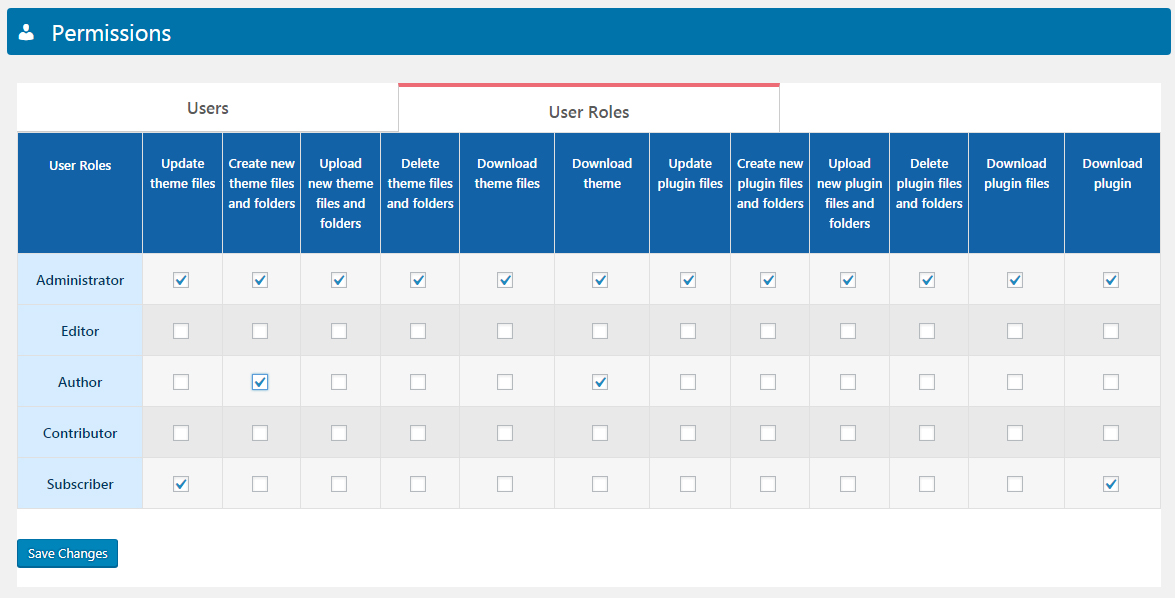 Permissions
Users
User Roles
User Roles
Update
theme files
Create new
theme files
and folders
Upload
new theme
files and
folders
Delete
theme files
and folders
Download
theme files
Download
theme
Update
plugin files
Create new
plugin files
and folders
Upload
new plugin
files and
folders
Delete
plugin files
and folders
Download
plugin files
Download
plugin
Administrator
Editor
Author
Contributor
Subscriber
Save Changes